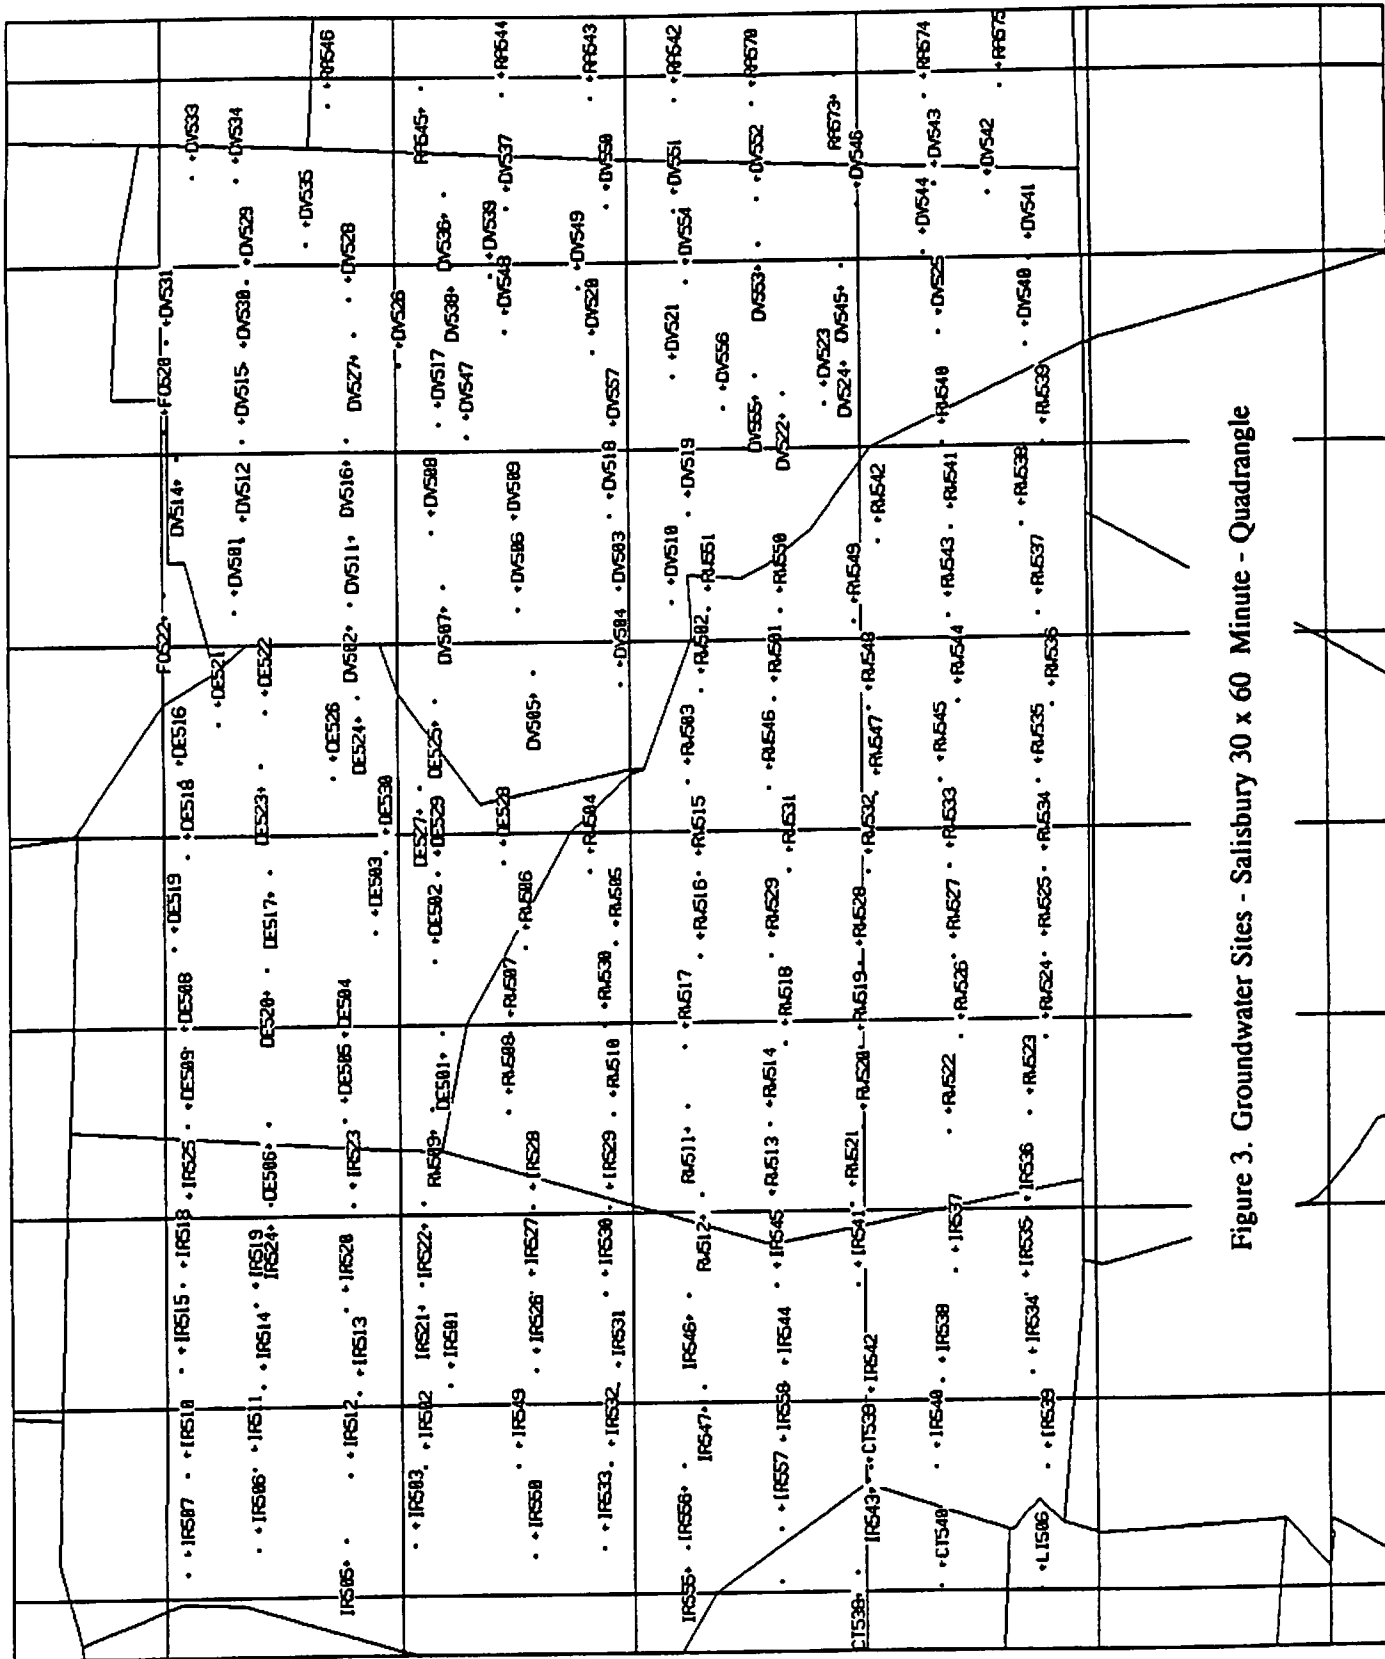 IR507
IR510
IR515
IR518
IR525
DE509
DE508
DE519
DE518
DE516
FO522
DV514
FO520
DV531
DV533
IR506
IR511
IR514
IR519
IR524
DE506
DE520
DE517
DE523
DE522
DE521
DV501
DV512
DV515
DV530
DV529
DV534
IR505
IR512
IR513
IR520
IR523
DE505
DE504
DE503
DE530
DE524
DE526
DV502
DV511
DV516
DV527
DV528
DV535
RA546
IR503
IR502
IR501
IR521
IR522
RW509
DE501
DE502
DE529
DE527
DE525
DV507
DV508
DV517
DV547
DV526
DV538
DV536
RA545
IR550
IR549
IR526
IR527
IR528
RW508
RW507
RW506
DE528
DV505
DV506
DV509
DV548
DV539
DV537
RA544
IR533
IR532
IR531
IR530
IR529
RW510
RW530
RW505
RW504
DV504
DV503
DV518
DV557
DV520
DV549
DV550
RA543
IR555
IR556
IR547
IR546
RW512
RW511
RW517
RW516
RW515
RW503
RW502
RW551
DV510
DV519
DV521
DV556
DV554
DV551
RA542
IR557
IR558
IR544
IR545
RW513
RW514
RW518
RW529
RW531
RW546
RW501
RW550
DV522
DV555
DV553
DV552
RA570
CT538
IR543
CT539
IR542
IR541
RW521
RW520
RW519
RW528
RW532
RW547
RW548
RW549
RW542
DV524
DV523
DV545
DV546
RA573
CT540
IR540
IR538
IR537
RW522
RW526
RW527
RW533
RW545
RW544
RW543
RW541
RW540
DV525
DV544
DV543
RA574
LI506
IR539
IR534
IR535
IR536
RW523
RW524
RW525
RW534
RW535
RW536
RW537
RW538
RW539
DV540
DV541
DV542
RA575
Figure 3. Groundwater Sites - Salisbury 30 x 60 Minute - Quadrangle